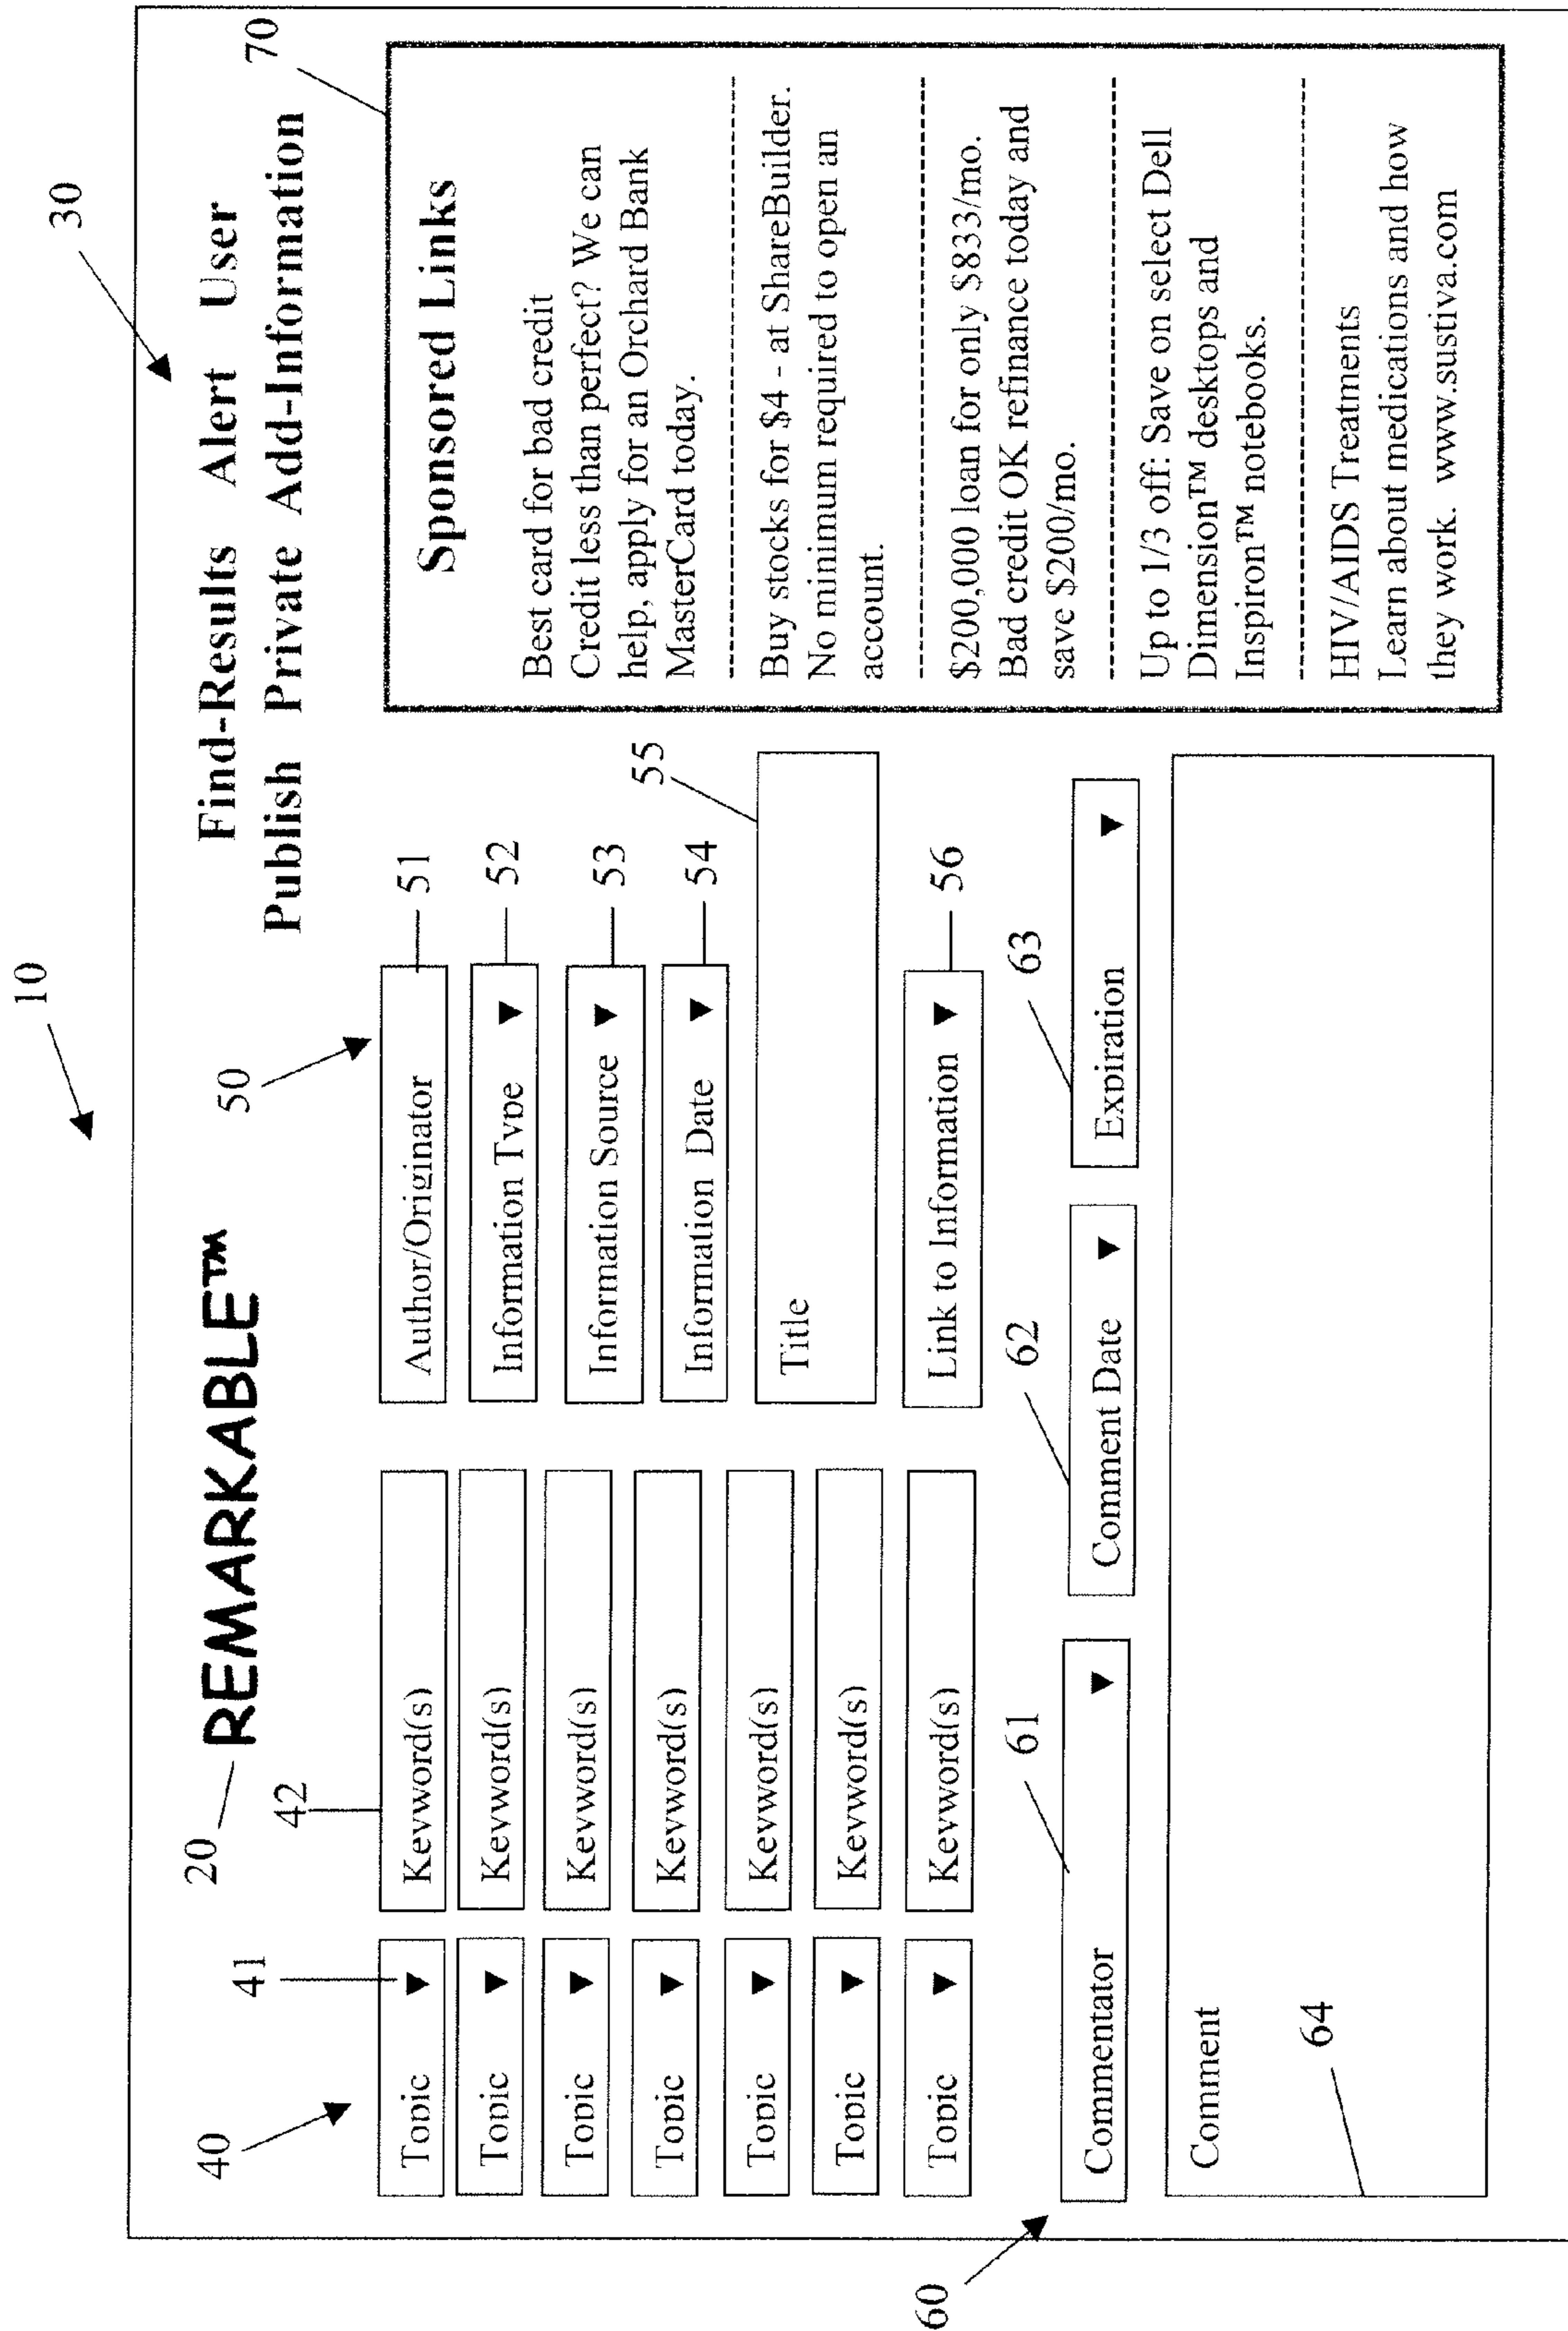 10
30
20 REMARKABLE™
Find-Results Alert User
Publish Private Add-Information
40
41
42
50
70
Topic ▼ Keyword(s)
Topic ▼ Keyword(s)
Topic ▼ Keyword(s)
Topic ▼ Keyword(s)
Topic ▼ Keyword(s)
Topic ▼ Keyword(s)
Topic ▼ Keyword(s)
Author/Originator 51
Information Type ▼ 52
Information Source ▼ 53
Information Date ▼ 54
55
Title
Link to Information ▼ 56
60
61
62
63
Commentator ▼
Comment Date ▼
Expiration ▼
Comment
64
Sponsored Links
Best card for bad credit
Credit less than perfect? We can
help, apply for an Orchard Bank
MasterCard today.
Buy stocks for $4 - at ShareBuilder.
No minimum required to open an
account.
$200,000 loan for only $833/mo.
Bad credit OK refinance today and
save $200/mo.
Up to 1/3 off: Save on select Dell
Dimension™ desktops and
Inspiron™ notebooks.
HIV/AIDS Treatments
Learn about medications and how
they work. www.sustiva.com